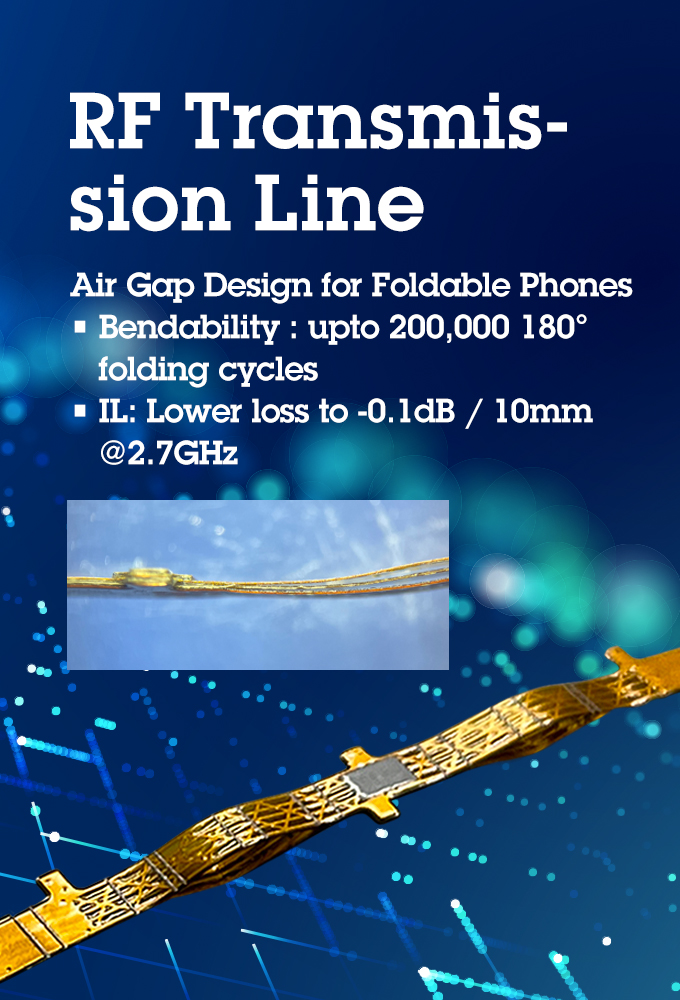 RF Transmis-
sion Line
Air Gap Design for Foldable Phones
▪ Bendability : upto 200,000 180°
folding cycles
▪ IL: Lower loss to -0.1dB / 10mm
@2.7GHz